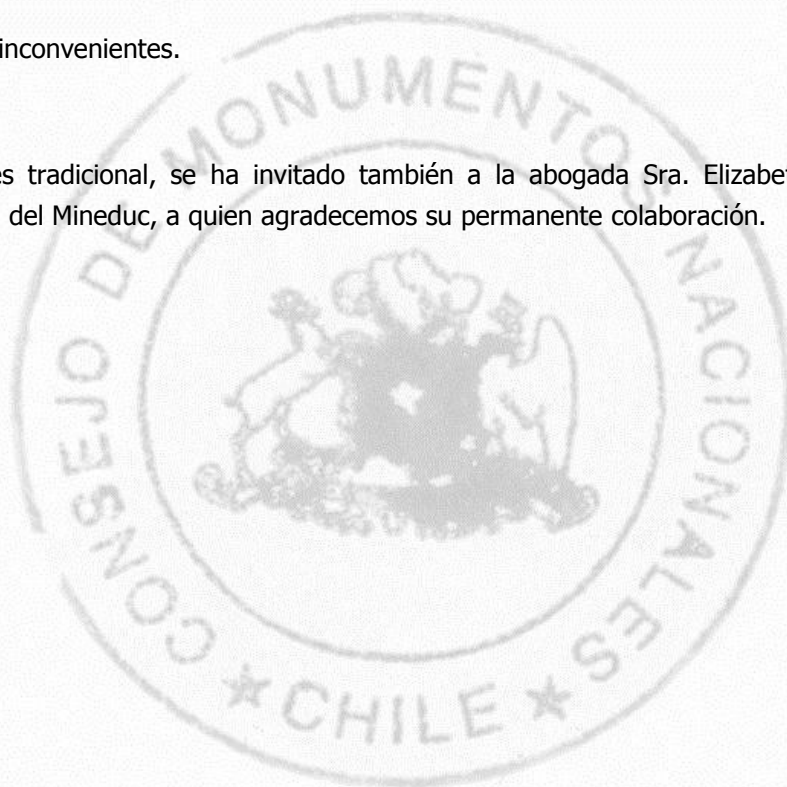 inconvenientes.
es tradicional, se ha invitado también a la abogada Sra. Elizabet
del Mineduc, a quien agradecemos su permanente colaboración.
CONSEJO DE MONUMENTOS NACIONALES
★ CHILE ★